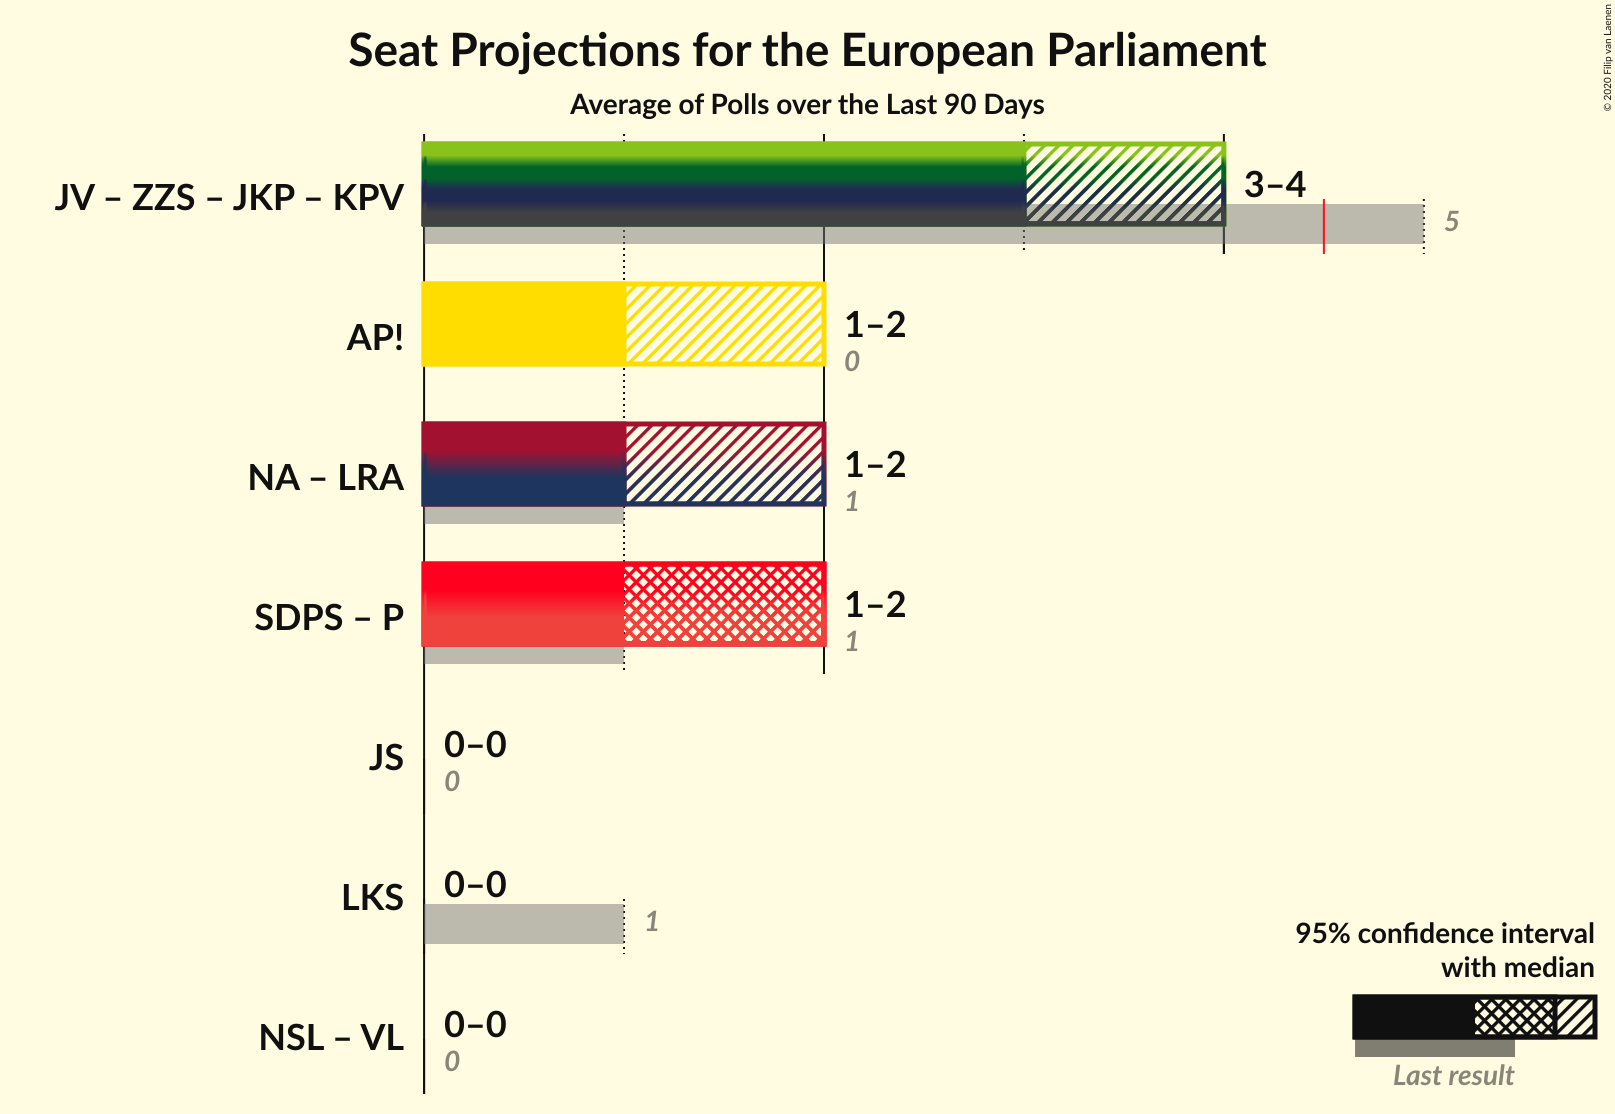 Seat Projections for the European Parliament
Average of Polls over the Last 90 Days
© 2020 Filip van Laenen
JV – ZZS – JKP – KPV
3–4
5
AP!
1–2
0
NA – LRA
1–2
1
SDPS – P
1–2
1
JS
0–0
0
LKS
0–0
1
NSL – VL
0–0
0
95% confidence interval
with median
Last result